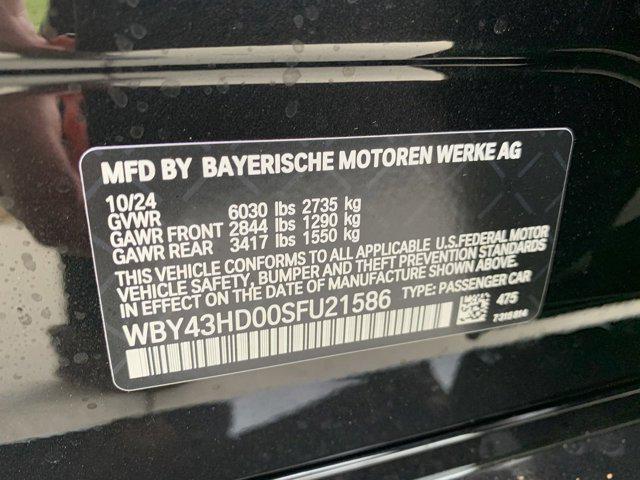 MFD BY BAYERISCHE MOTOREN WERKE AG
10/24
GVWR 6030 lbs 2735 kg
GAWR FRONT 2844 lbs 1290 kg
GAWR REAR 3417 lbs 1550 kg
THIS VEHICLE CONFORMS TO ALL APPLICABLE U.S.FEDERAL MOTOR
VEHICLE SAFETY, BUMPER AND THEFT PREVENTION STANDARDS
IN EFFECT ON THE DATE OF MANUFACTURE SHOWN ABOVE.
WBY43HD00SFU21586 TYPE: PASSENGER CAR
475
7315814